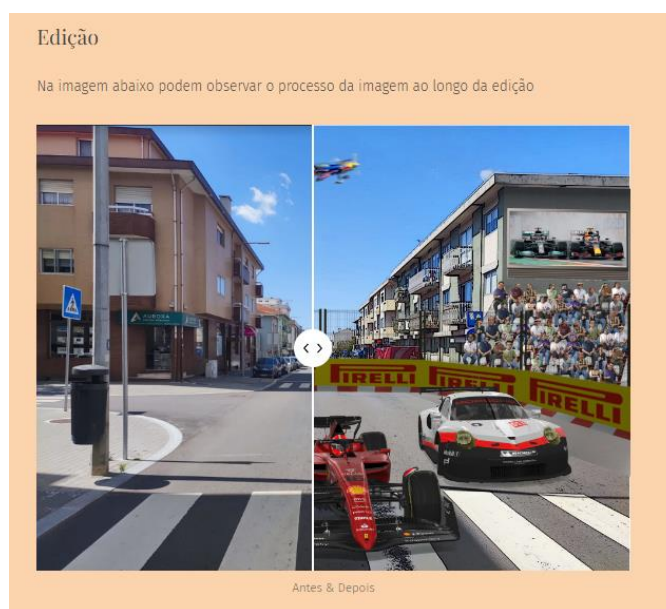 Edição
Na imagem abaixo podem observar o processo da imagem ao longo da edição
AURORA
PIRELLI PIRELLI PIRELLI
Antes & Depois